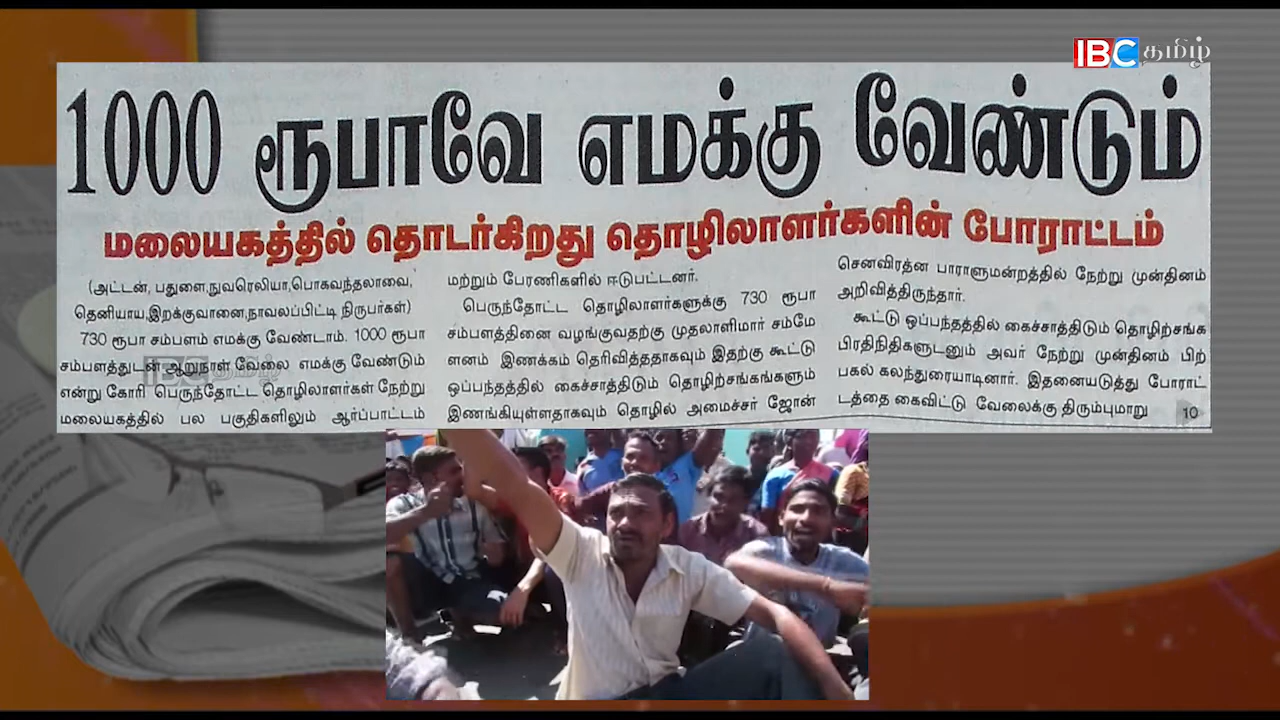 IBC தமிழ்
1000 ரூபாவே எமக்கு வேண்டும்
மலையகத்தில் தொடர்கிறது தொழிலாளர்களின் போராட்டம்
(அட்டன், பதுளை,நுவரெலியா,பொகவந்தலாவை,
தெனியாய,இறக்குவானை,நாவலப்பிட்டி நிருபர்கள்)
730 ரூபா சம்பளம் எமக்கு வேண்டாம். 1000 ரூபா
சம்பளத்துடன் ஆறுநாள் வேலை எமக்கு வேண்டும்
என்று கோரி பெருந்தோட்ட தொழிலாளர்கள் நேற்று
மலையகத்தில் பல பகுதிகளிலும் ஆர்ப்பாட்டம்
மற்றும் பேரணிகளில் ஈடுபட்டனர்.
பெருந்தோட்ட தொழிலாளர்களுக்கு 730 ரூபா
சம்பளத்தினை வழங்குவதற்கு முதலாளிமார் சம்மே
ளனம் இணக்கம் தெரிவித்ததாகவும் இதற்கு கூட்டு
ஒப்பந்தத்தில் கைச்சாத்திடும் தொழிற்சங்கங்களும்
இணங்கியுள்ளதாகவும் தொழில் அமைச்சர் ஜோன்
செனவிரத்ன பாராளுமன்றத்தில் நேற்று முன்தினம்
அறிவித்திருந்தார்.
கூட்டு ஒப்பந்தத்தில் கைச்சாத்திடும் தொழிற்சங்க
பிரதிநிதிகளுடனும் அவர் நேற்று முன்தினம் பிற்
பகல் கலந்துரையாடினார். இதனையடுத்து போராட்
டத்தை கைவிட்டு வேலைக்கு திரும்புமாறு 10
IBC தமிழ்